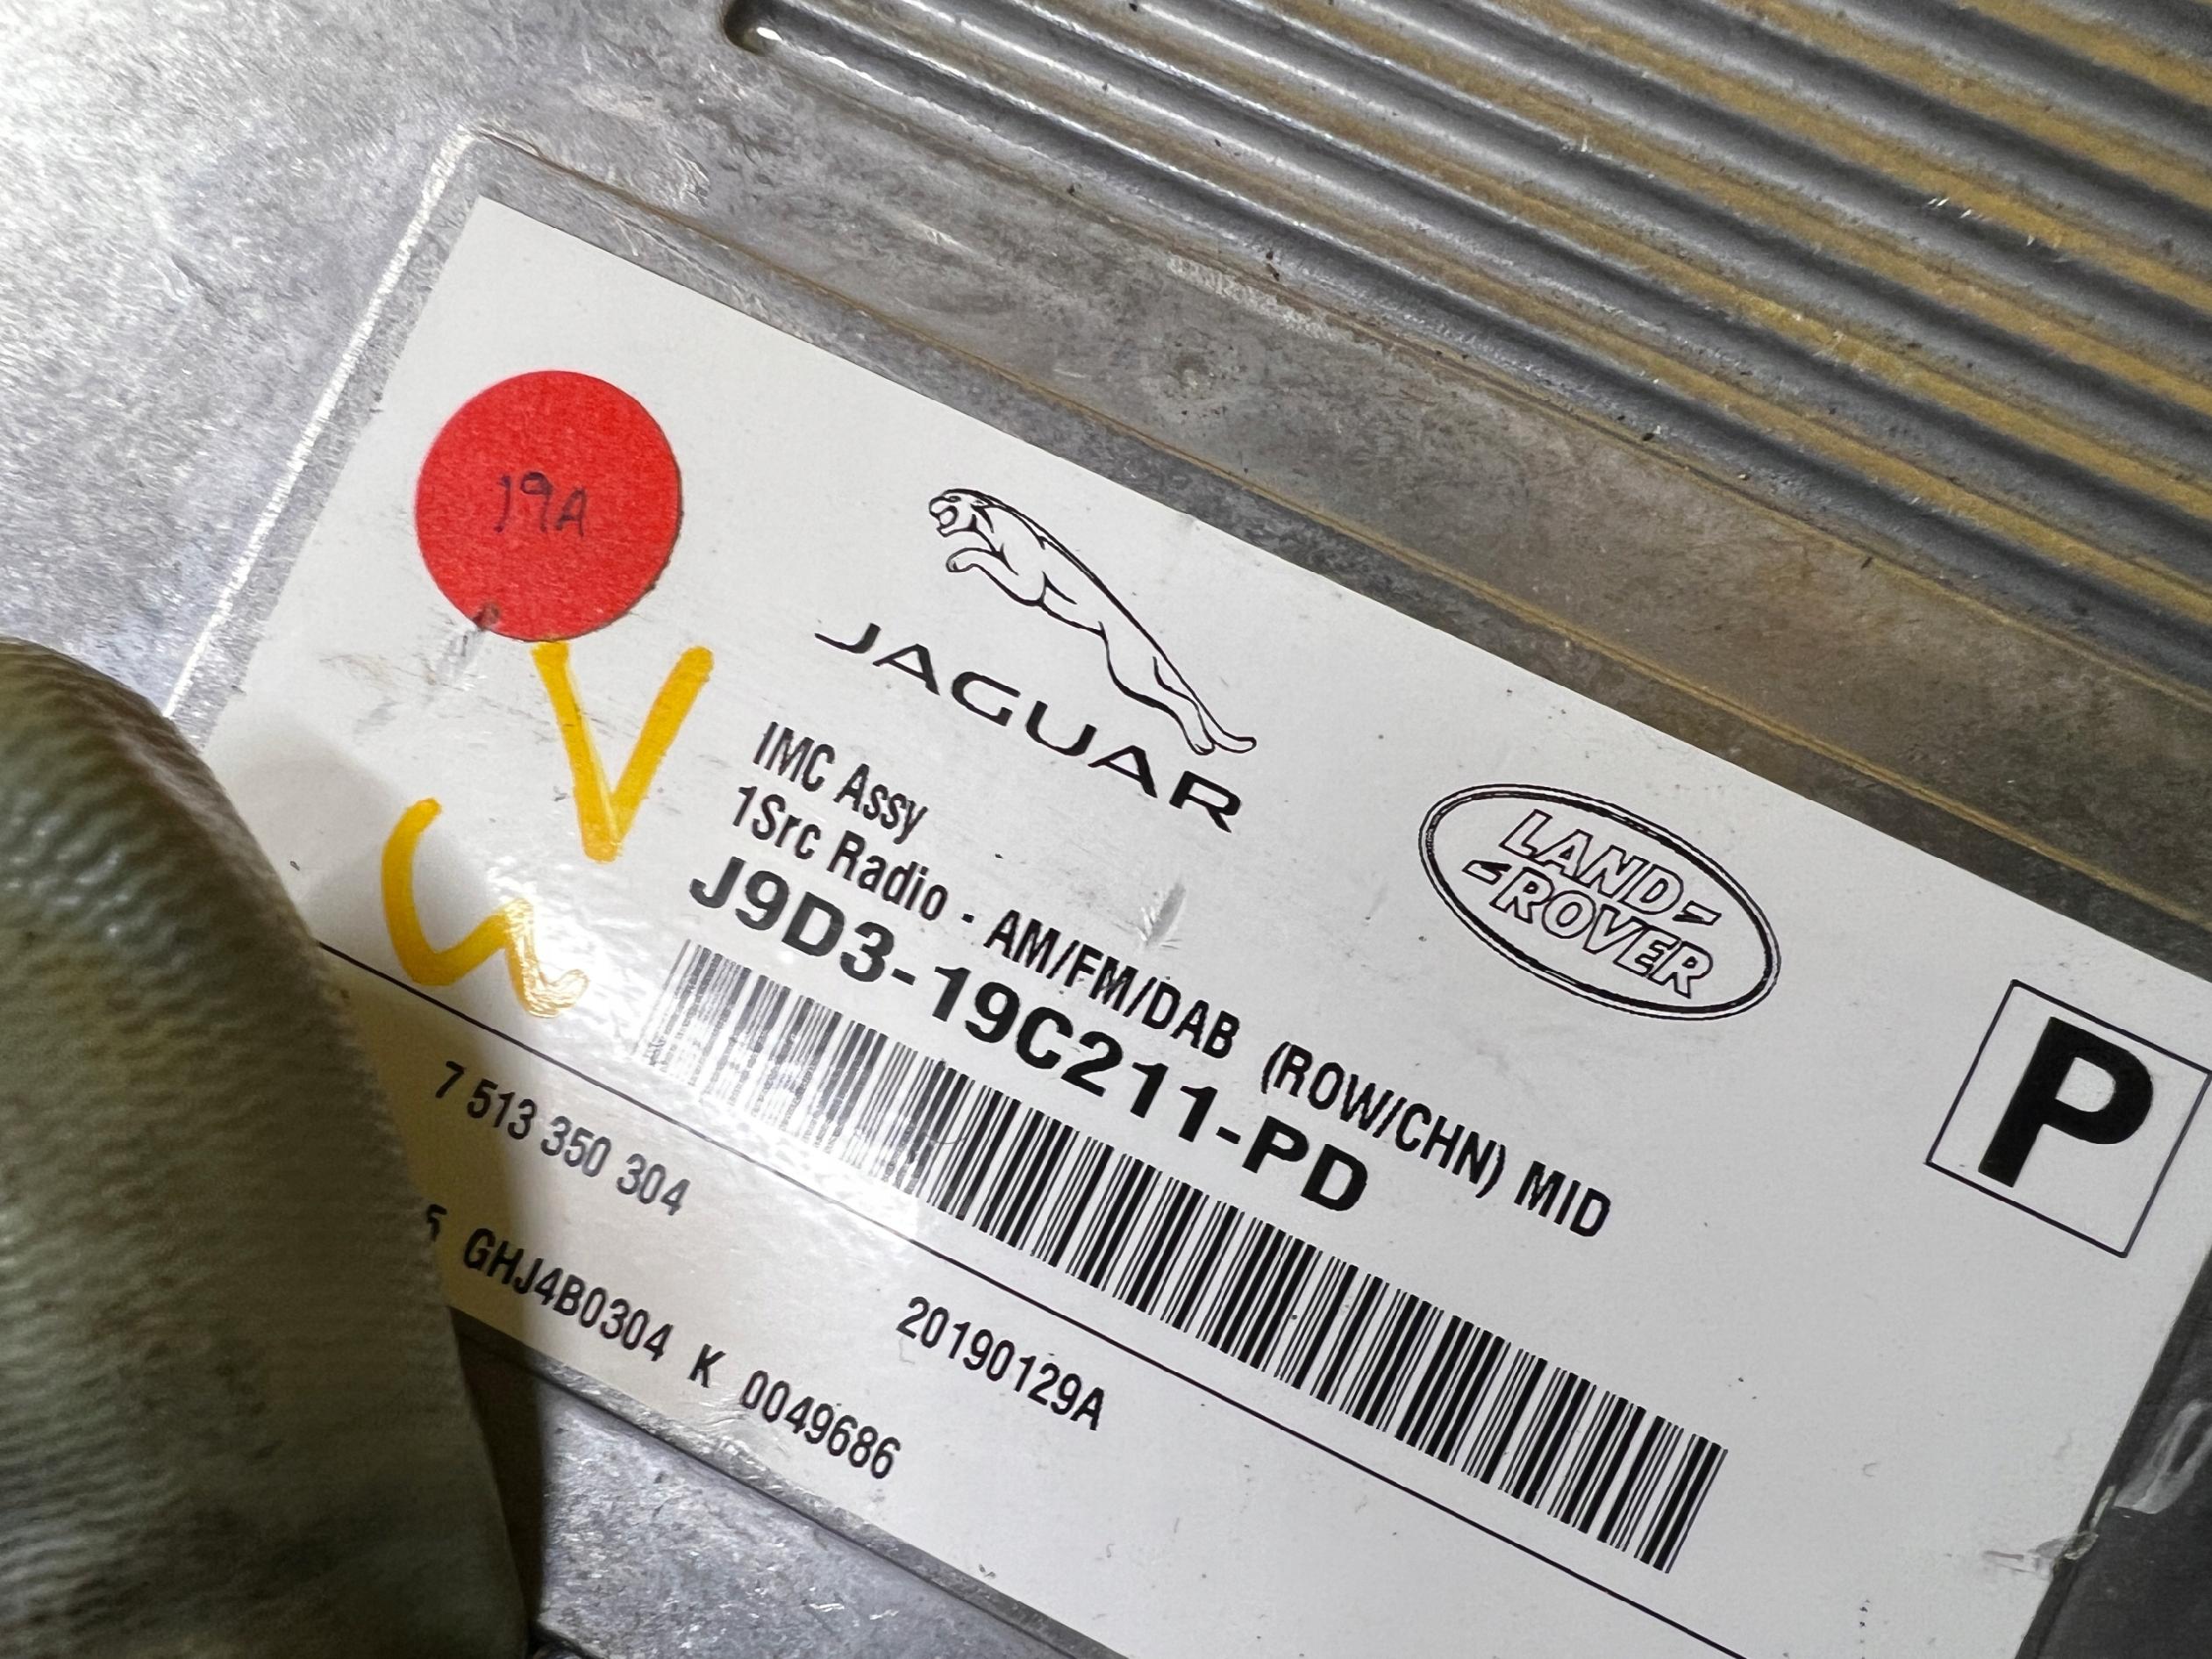 19A
V
JAGUAR
LAND
ROVER
P
IMC Assy
1Src Radio - AM/FM/DAB (ROW/CHN) MID
J9D3-19C211-PD
7 513 350 304
20190129A
5 GHJ4B0304 K 0049686